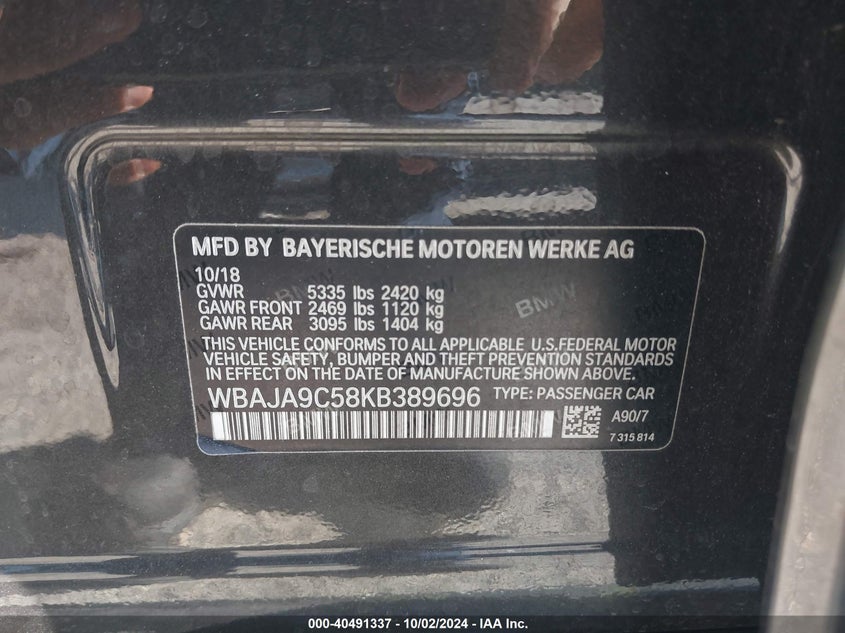 MFD BY BAYERISCHE MOTOREN WERKE AG
10/18
GVWR 5335 lbs 2420 kg
GAWR FRONT 2469 lbs 1120 kg
GAWR REAR 3095 lbs 1404 kg
THIS VEHICLE CONFORMS TO ALL APPLICABLE U.S.FEDERAL MOTOR
VEHICLE SAFETY, BUMPER AND THEFT PREVENTION STANDARDS
IN EFFECT ON THE DATE OF MANUFACTURE SHOWN ABOVE.
WBAJA9C58KB389696 TYPE: PASSENGER CAR
A90/7
7 315 814
BMW
000-40491337 - 10/02/2024 - IAA Inc.